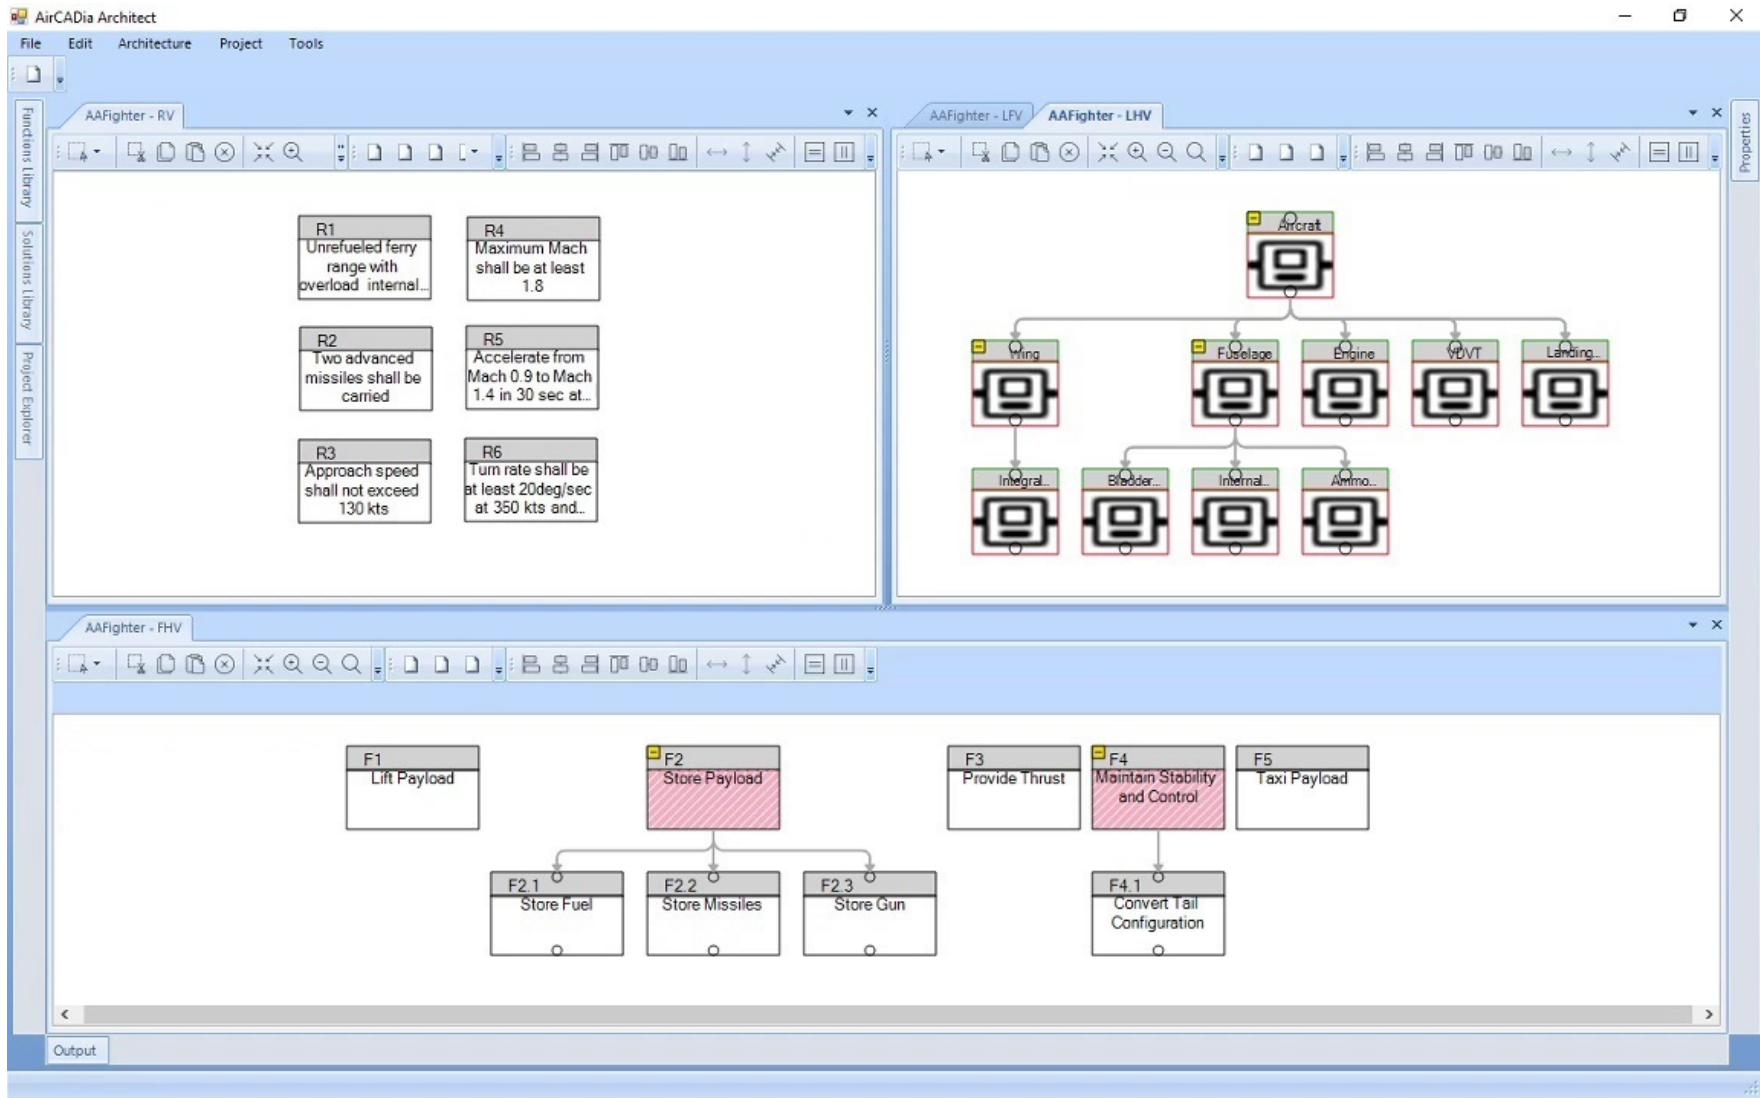 AirCADia Architect
File Edit Architecture Project Tools
Functions Library
Solutions Library
Project Explorer
Properties
AAFighter - RV
R1
Unrefueled ferry
range with
overload internal...
R4
Maximum Mach
shall be at least
1.8
R2
Two advanced
missiles shall be
carried
R5
Accelerate from
Mach 0.9 to Mach
1.4 in 30 sec at...
R3
Approach speed
shall not exceed
130 kts
R6
Turn rate shall be
at least 20deg/sec
at 350 kts and...
AAFighter - LFV
AAFighter - LHV
Aircrat
Wing
Fuselage
Engine
VDVT
Landing...
Integral...
Bladder...
Internal...
Ammo...
AAFighter - FHV
F1
Lift Payload
F2
Store Payload
F3
Provide Thrust
F4
Maintain Stability
and Control
F5
Taxi Payload
F2.1
Store Fuel
F2.2
Store Missiles
F2.3
Store Gun
F4.1
Convert Tail
Configuration
Output